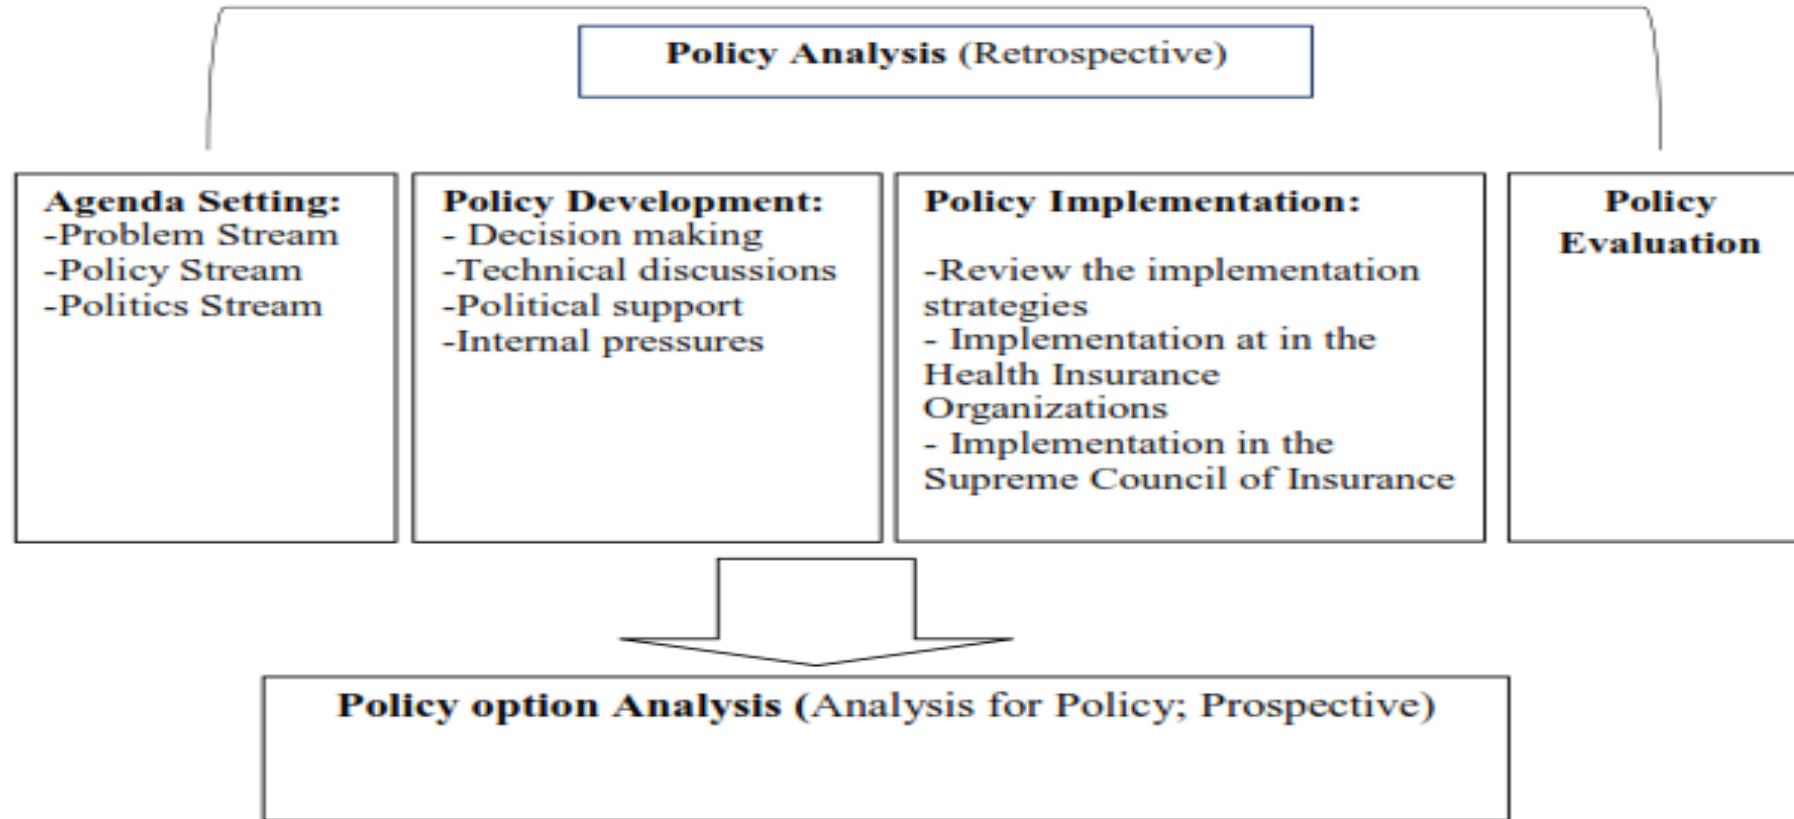 Policy Analysis (Retrospective)
Agenda Setting:
-Problem Stream
-Policy Stream
-Politics Stream
Policy Development:
- Decision making
-Technical discussions
-Political support
-Internal pressures
Policy Implementation:
-Review the implementation
strategies
- Implementation at in the
Health Insurance
Organizations
- Implementation in the
Supreme Council of Insurance
Policy
Evaluation
Policy option Analysis (Analysis for Policy; Prospective)